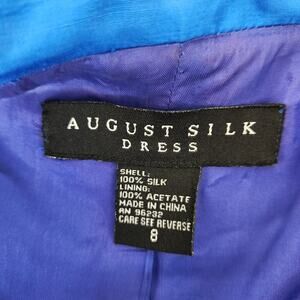 AUGUST SILK
DRESS
SHELL:
100% SILK
LINING:
100% ACETATE
MADE IN CHINA
RN 96232
CARE SEE REVERSE
8